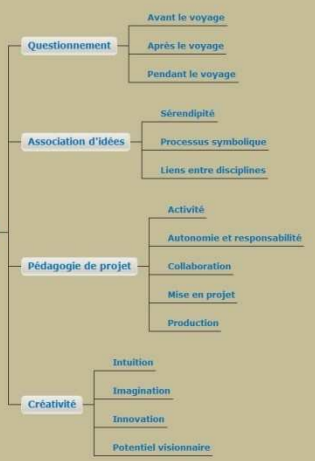 Questionnement
Avant le voyage
Après le voyage
Pendant le voyage
Association d'idées
Sérendipité
Processus symbolique
Liens entre disciplines
Pédagogie de projet
Activité
Autonomie et responsabilité
Collaboration
Mise en projet
Production
Créativité
Intuition
Imagination
Innovation
Potentiel visionnaire